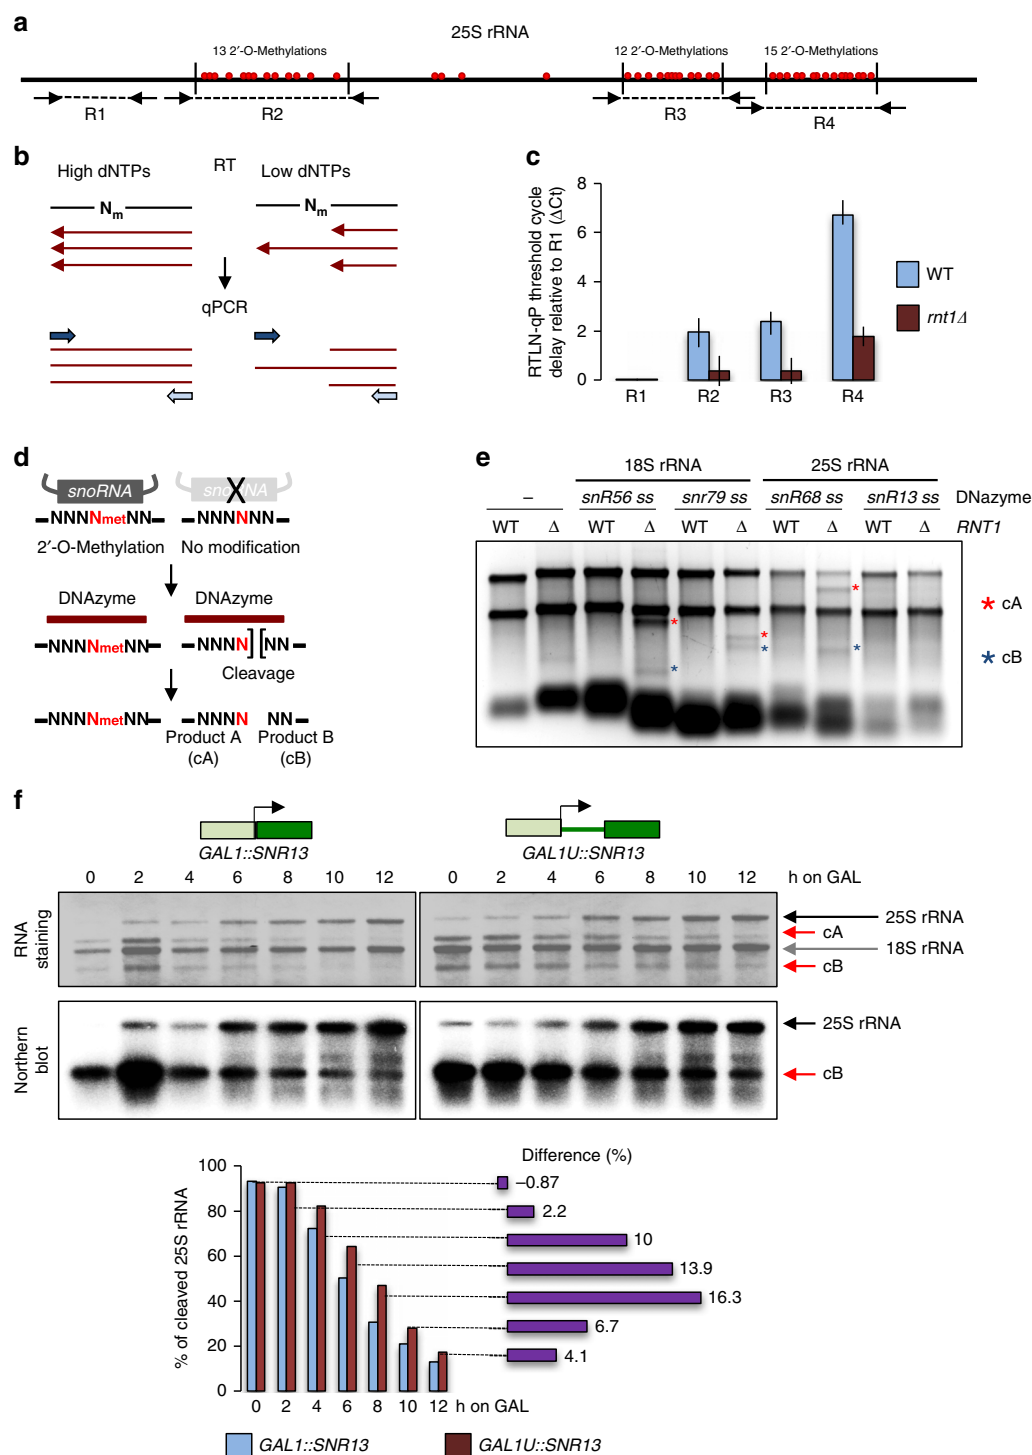 a
25S rRNA
13 2′-O-Methylations
12 2′-O-Methylations
15 2′-O-Methylations
R1
R2
R3
R4
b
High dNTPs
RT
Low dNTPs
Nm
Nm
qPCR
c
RTLN-qP threshold cycle
delay relative to R1 (ΔCt)
8
6
4
2
0
R1
R2
R3
R4
WT
rnt1Δ
d
snoRNA
snoRNA
NNNNmetNN
NNNNNN
2′-O-Methylation
No modification
DNAzyme
DNAzyme
NNNNmetNN
NNNN
NN
Cleavage
NNNNmetNN
NNNN
NN
Product A
(cA)
Product B
(cB)
e
18S rRNA
25S rRNA
–
snR56 ss
snr79 ss
snR68 ss
snR13 ss
DNAzyme
WT Δ WT Δ WT Δ WT Δ WT Δ
RNT1
* cA
* cB
f
GAL1::SNR13
GAL1U::SNR13
0 2 4 6 8 10 12
0 2 4 6 8 10 12
h on GAL
RNA
staining
25S rRNA
cA
18S rRNA
cB
Northern
blot
25S rRNA
cB
Difference (%)
% of cleaved 25S rRNA
100
80
60
40
20
0
–0.87
2.2
10
13.9
16.3
6.7
4.1
0 2 4 6 8 10 12 h on GAL
GAL1::SNR13
GAL1U::SNR13